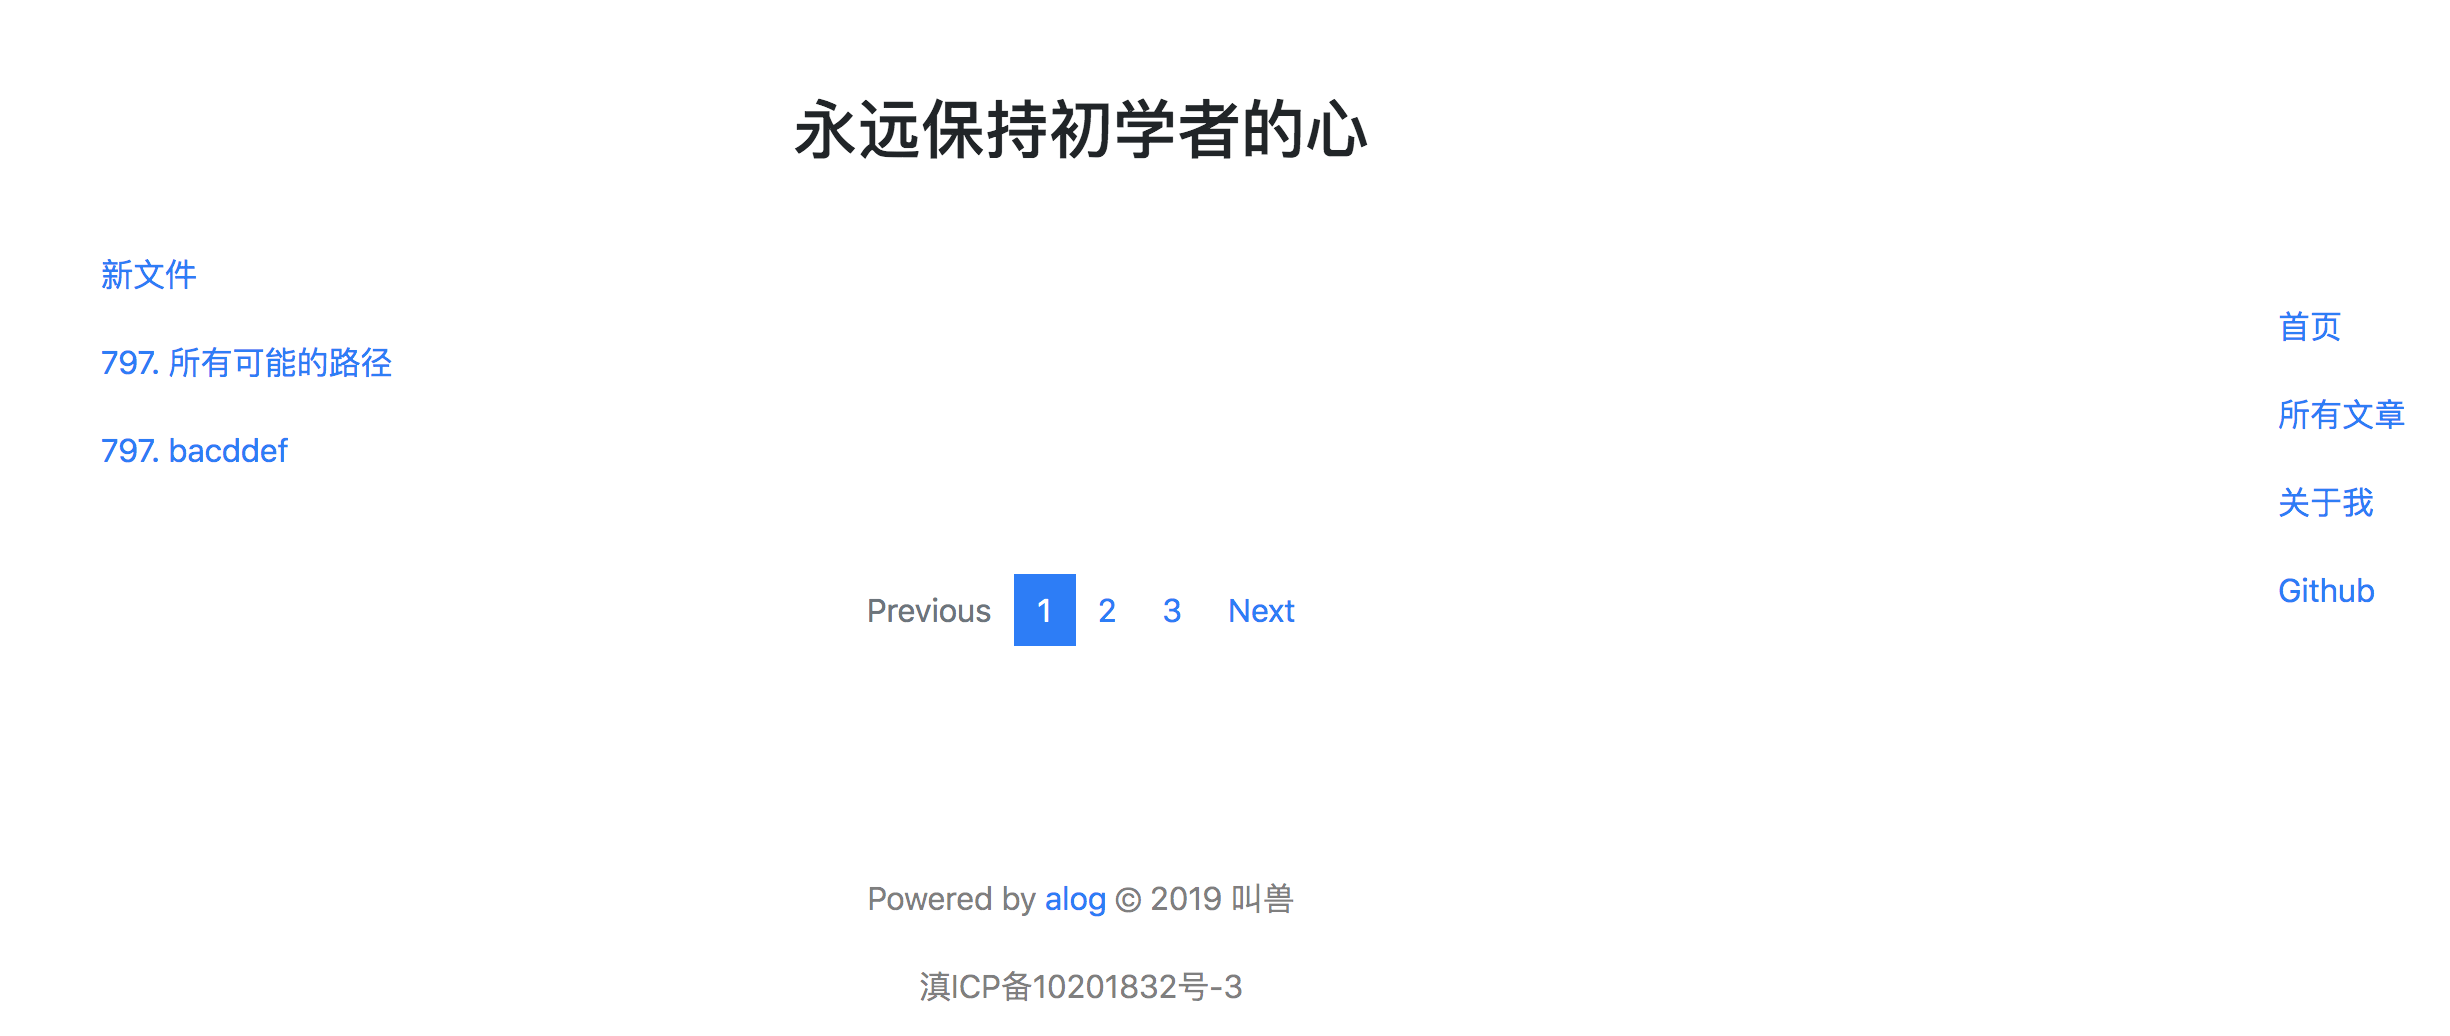 永远保持初学者的心
新文件
797. 所有可能的路径
797. bacddef
首页
所有文章
关于我
Github
Previous 1 2 3 Next
Powered by alog © 2019 叫兽
滇ICP备10201832号-3